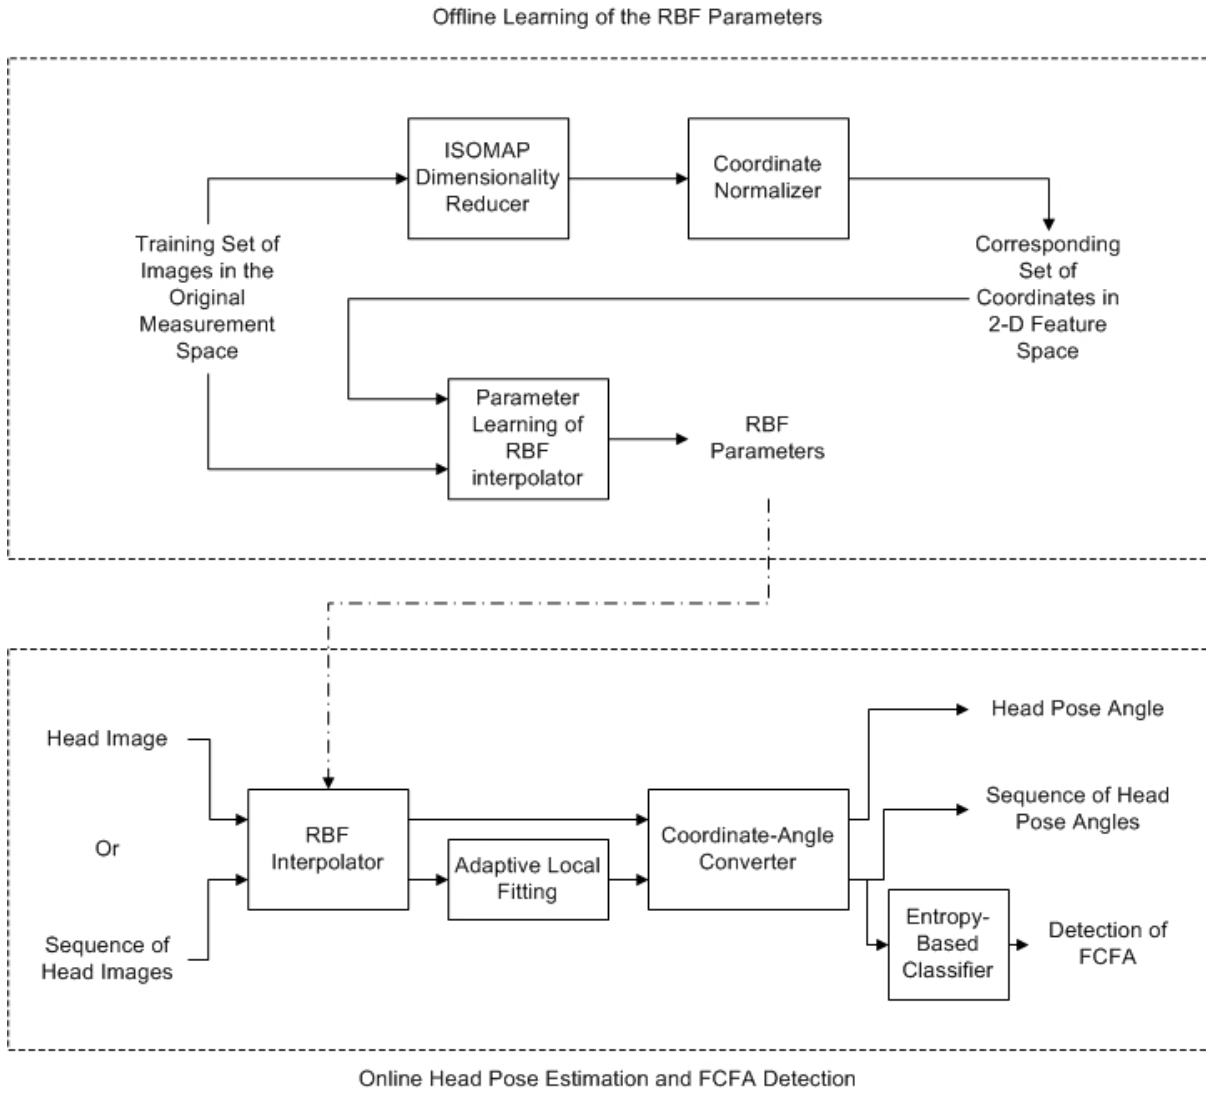 Offline Learning of the RBF Parameters
ISOMAP
Dimensionality
Reducer
Coordinate
Normalizer
Training Set of
Images in the
Original
Measurement
Space
Corresponding
Set of
Coordinates in
2-D Feature
Space
Parameter
Learning of
RBF
interpolator
RBF
Parameters
Head Image
Or
Sequence of
Head Images
RBF
Interpolator
Adaptive Local
Fitting
Coordinate-Angle
Converter
Head Pose Angle
Sequence of Head
Pose Angles
Entropy-
Based
Classifier
Detection of
FCFA
Online Head Pose Estimation and FCFA Detection